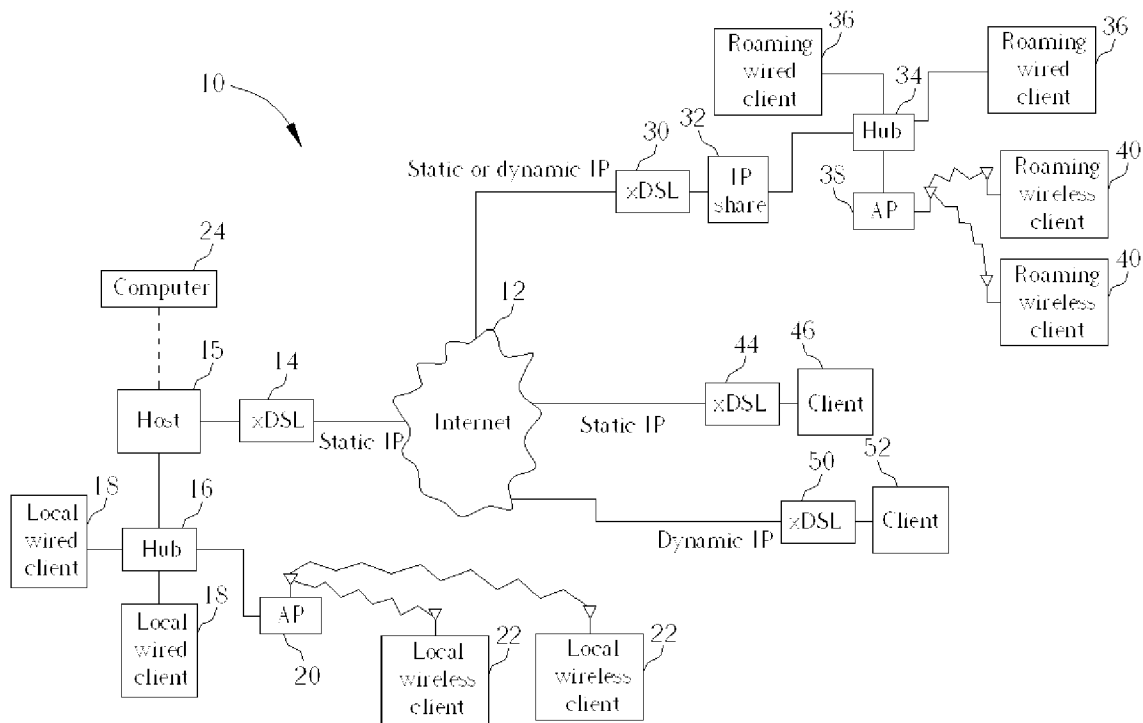 36
Roaming
wired
client
36
Roaming
wired
client
34
Hub
10
32
30
Static or dynamic IP
xDSL
IP
share
38
AP
40
Roaming
wireless
client
40
Roaming
wireless
client
24
Computer
12
15
Host
14
xDSL
Static IP
Internet
Static IP
44
xDSL
46
Client
52
50
Dynamic IP
xDSL
Client
18
Local
wired
client
16
Hub
18
Local
wired
client
AP
20
22
Local
wireless
client
22
Local
wireless
client